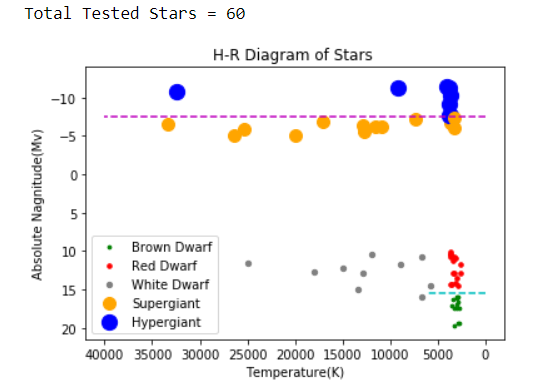 Total Tested Stars = 60
H-R Diagram of Stars
Absolute Nagnitude(Mv)
−10
−5
0
5
10
15
20
Brown Dwarf
Red Dwarf
White Dwarf
Supergiant
Hypergiant
40000 35000 30000 25000 20000 15000 10000 5000 0
Temperature(K)